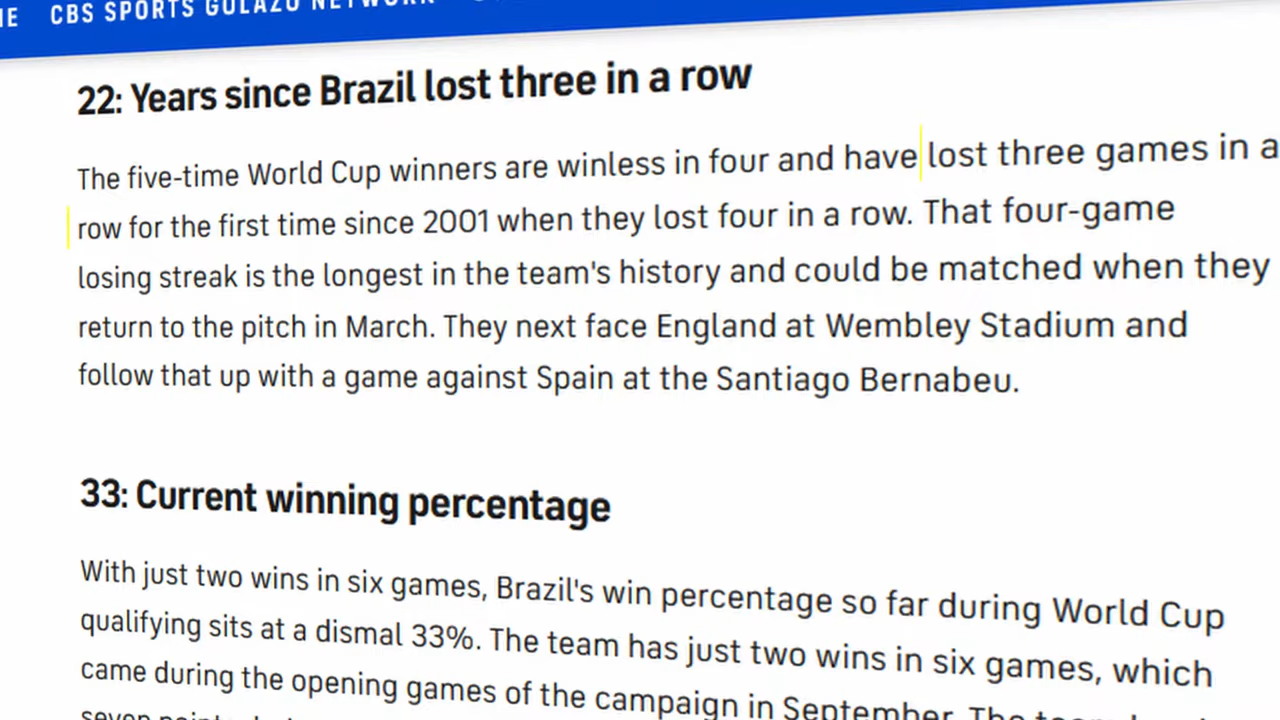 CBS SPORTS GOLAZO NETWORK
22: Years since Brazil lost three in a row
The five-time World Cup winners are winless in four and have lost three games in a
row for the first time since 2001 when they lost four in a row. That four-game
losing streak is the longest in the team's history and could be matched when they
return to the pitch in March. They next face England at Wembley Stadium and
follow that up with a game against Spain at the Santiago Bernabeu.
33: Current winning percentage
With just two wins in six games, Brazil's win percentage so far during World Cup
qualifying sits at a dismal 33%. The team has just two wins in six games, which
came during the opening games of the campaign in September. The